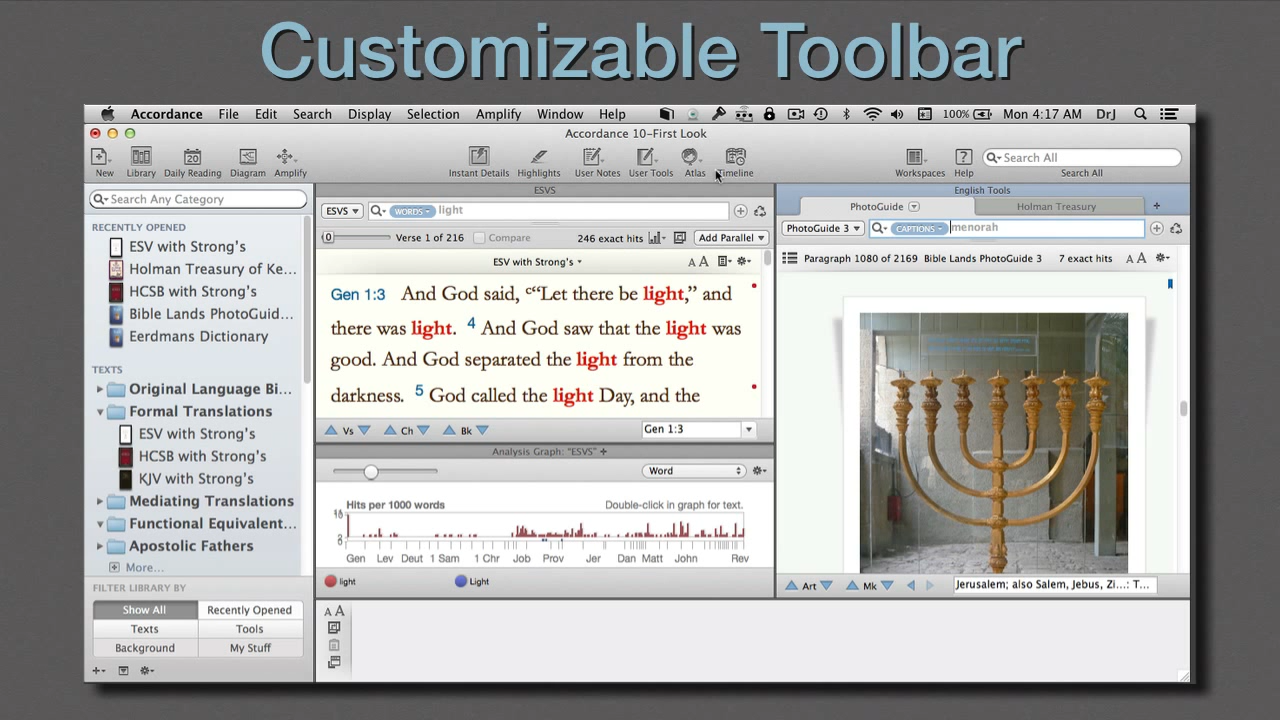 Customizable Toolbar
Accordance File Edit Search Display Selection Amplify Window Help 100% Mon 4:17 AM DrJ
Accordance 10-First Look
New Library Daily Reading Diagram Amplify Instant Details Highlights User Notes User Tools Atlas Timeline Workspaces Help Search All
20
Search All
Search Any Category
RECENTLY OPENED
ESV with Strong's
Holman Treasury of Ke...
HCSB with Strong's
Bible Lands PhotoGuid...
Eerdmans Dictionary
TEXTS
Original Language Bi...
Formal Translations
ESV with Strong's
HCSB with Strong's
KJV with Strong's
Mediating Translations
Functional Equivalent...
Apostolic Fathers
More...
FILTER LIBRARY BY
Show All Recently Opened
Texts Tools
Background My Stuff
ESVS
ESVS WORDS light
0 Verse 1 of 216 Compare 246 exact hits Add Parallel
ESV with Strong's A A
Gen 1:3 And God said, c“Let there be light,” and
there was light. 4 And God saw that the light was
good. And God separated the light from the
darkness. 5 God called the light Day, and the
Vs Ch Bk Gen 1:3
Analysis Graph: "ESVS" +
Word
Hits per 1000 words Double-click in graph for text.
Gen Lev Deut 1 Sam 1 Chr Job Prov Jer Dan Matt John Rev
light Light
A A
English Tools
PhotoGuide Holman Treasury +
PhotoGuide 3 CAPTIONS menorah
Paragraph 1080 of 2169 Bible Lands PhotoGuide 3 7 exact hits A A
Art Mk Jerusalem; also Salem, Jebus, Zi...: T...